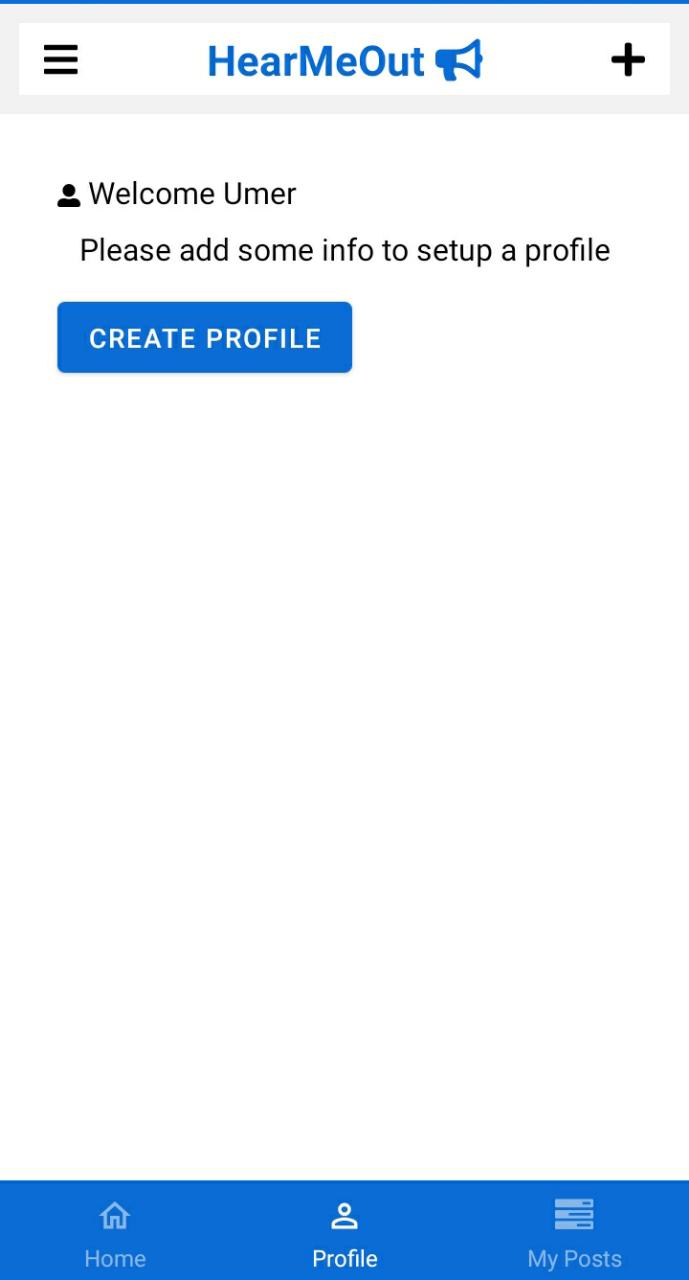 HearMeOut
Welcome Umer
Please add some info to setup a profile
CREATE PROFILE
Home
Profile
My Posts